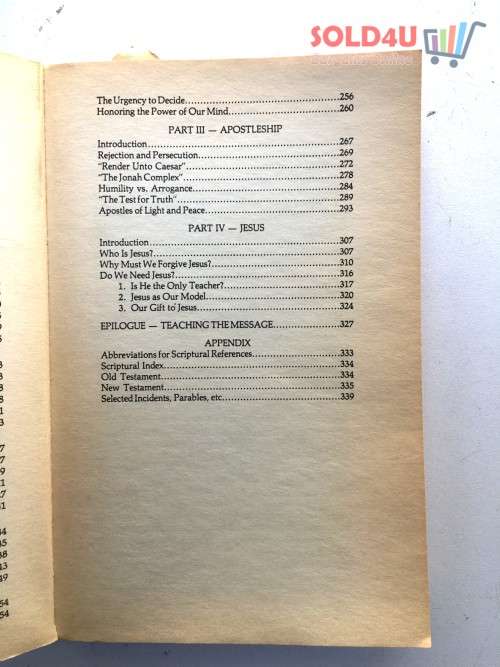 SOLD4U
The Urgency to Decide....................................................256
Honoring the Power of Our Mind.....................................260
PART III — APOSTLESHIP
Introduction..................................................................267
Rejection and Persecution...............................................269
"Render Unto Caesar"....................................................272
"The Jonah Complex".....................................................278
Humility vs. Arrogance...................................................284
"The Test for Truth".......................................................289
Apostles of Light and Peace.............................................293
PART IV — JESUS
Introduction..................................................................307
Who Is Jesus?................................................................307
Why Must We Forgive Jesus?...........................................310
Do We Need Jesus?.........................................................316
1. Is He the Only Teacher?..............................................317
2. Jesus as Our Model.....................................................320
3. Our Gift to Jesus........................................................324
EPILOGUE — TEACHING THE MESSAGE.........................327
APPENDIX
Abbreviations for Scriptural References............................333
Scriptural Index.............................................................334
Old Testament...............................................................334
New Testament..............................................................335
Selected Incidents, Parables, etc......................................339